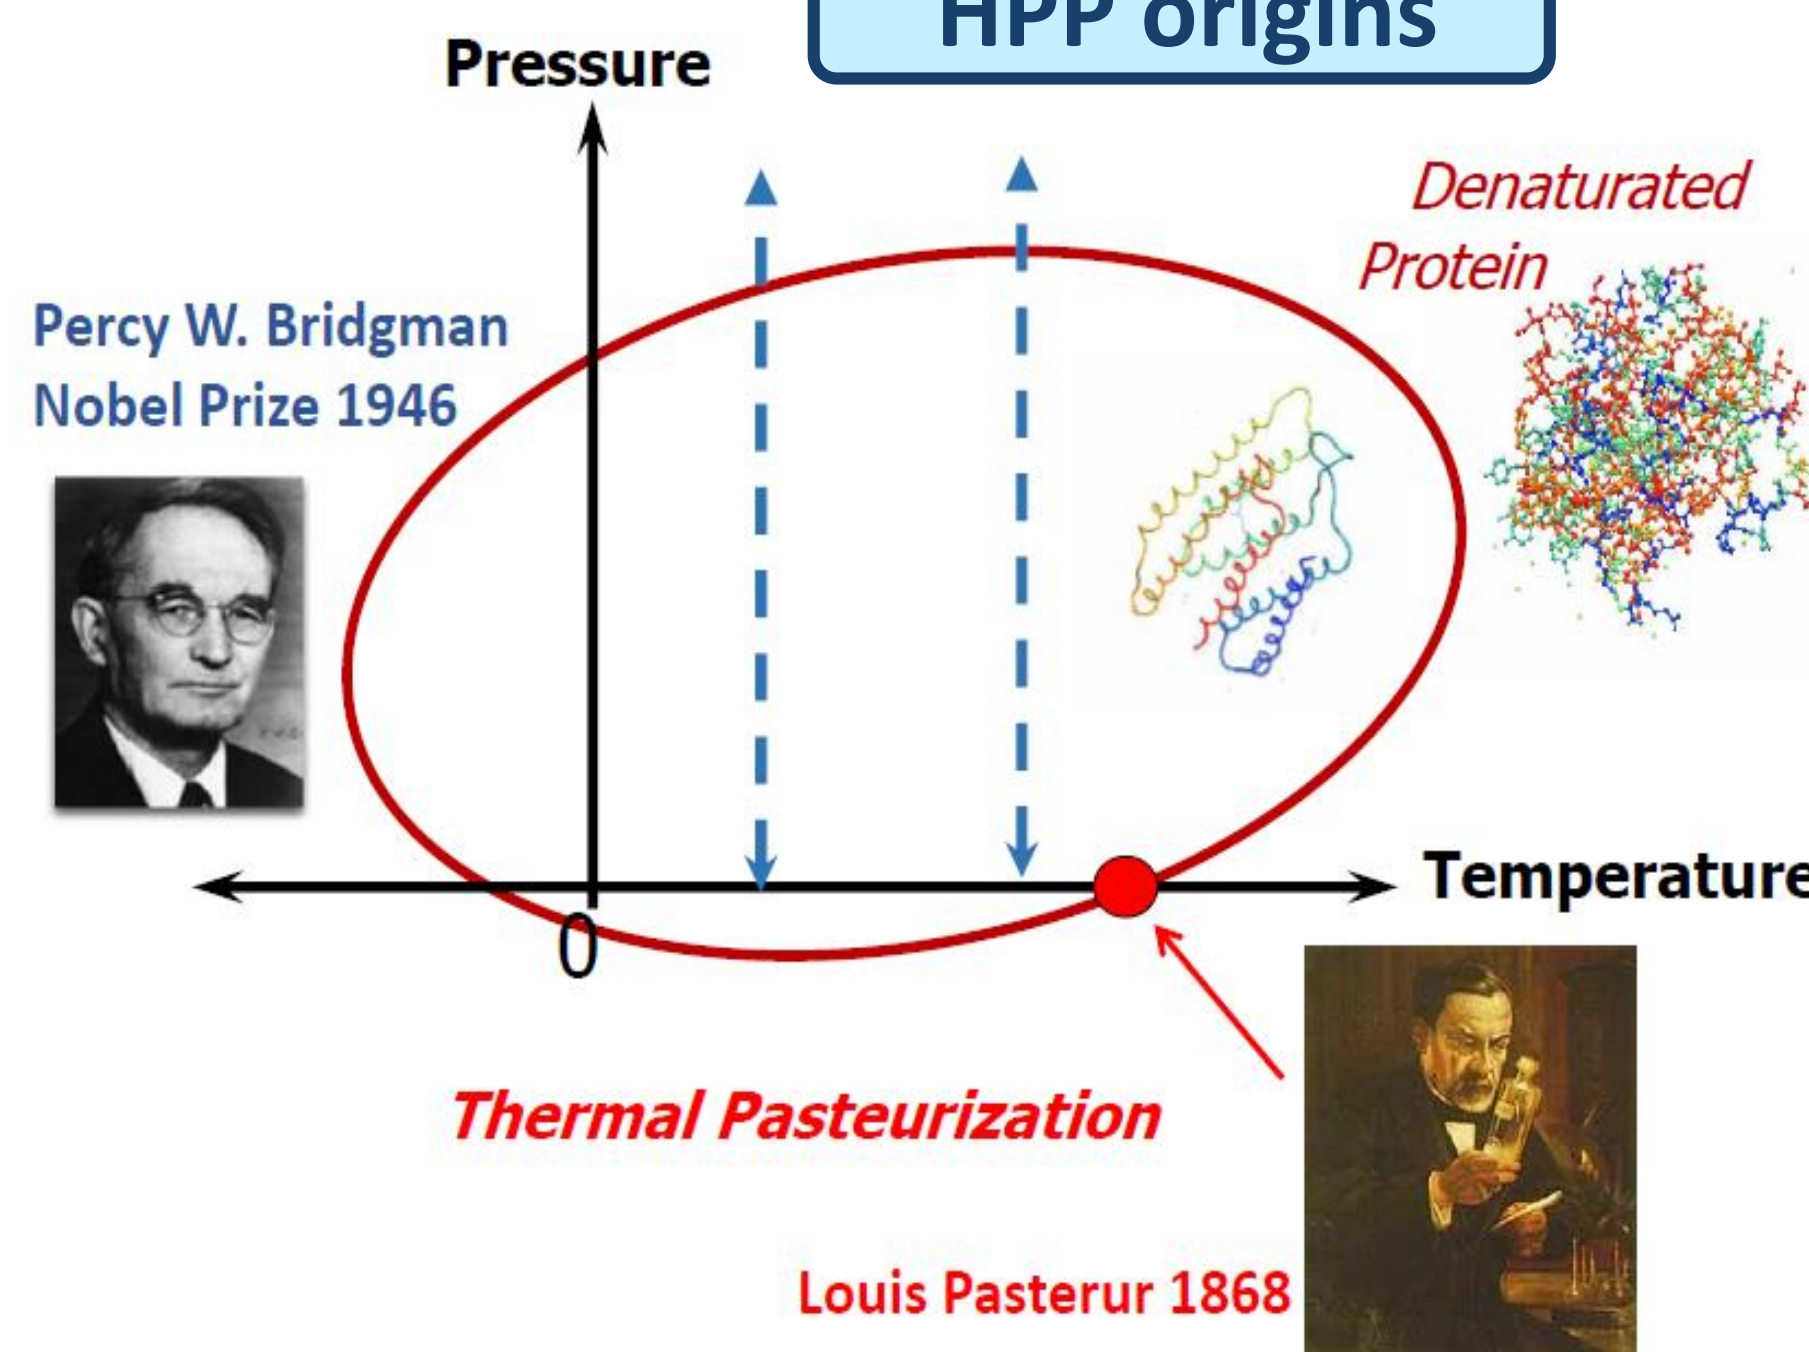 HPP origins
Pressure
Denaturated
Protein
Percy W. Bridgman
Nobel Prize 1946
Temperature
0
Thermal Pasteurization
Louis Pasterur 1868